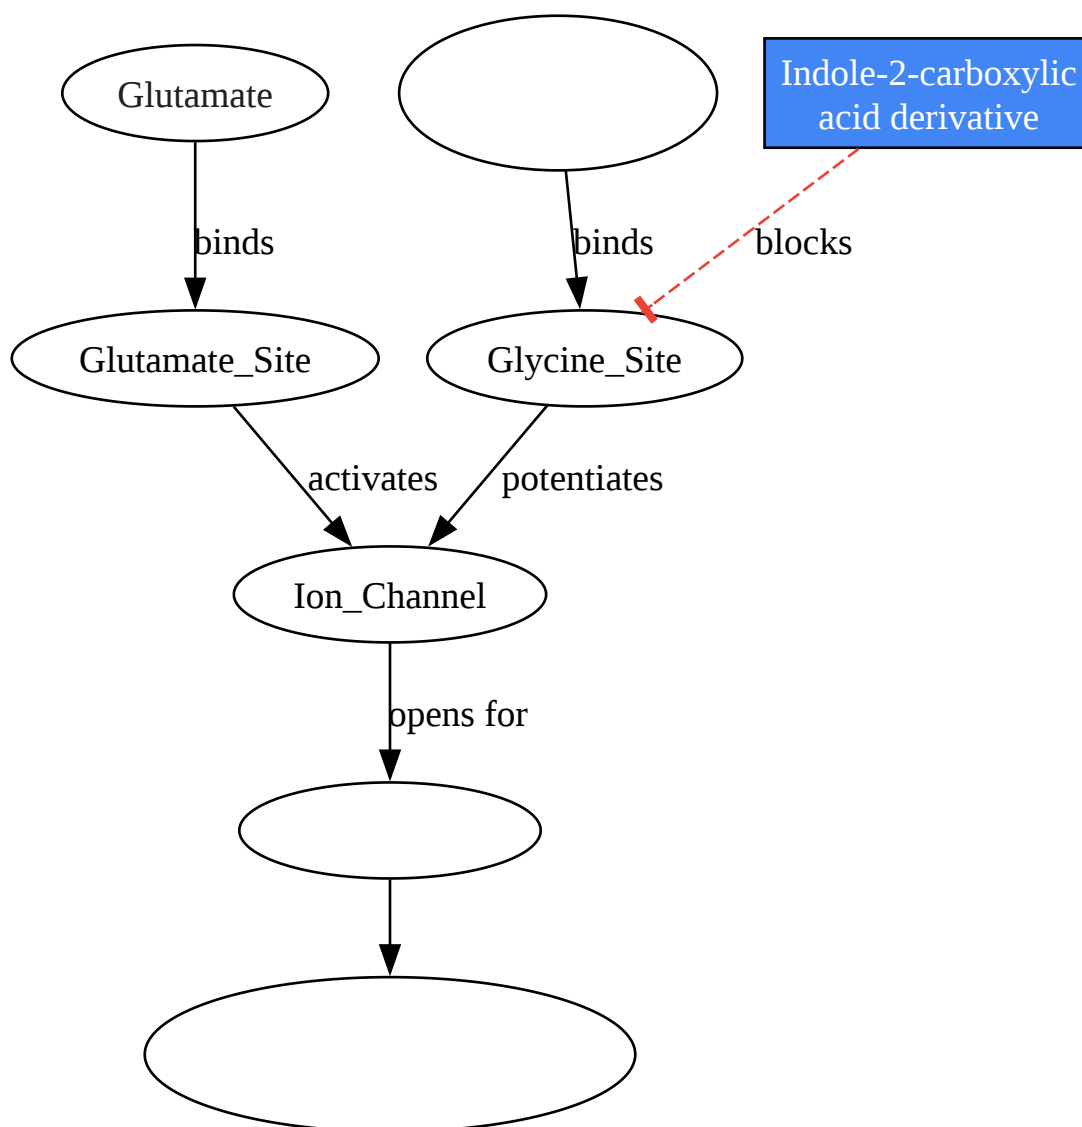 Glutamate
Indole-2-carboxylic
acid derivative
binds
binds
blocks
Glutamate_Site
Glycine_Site
activates
potentiates
Ion_Channel
opens for